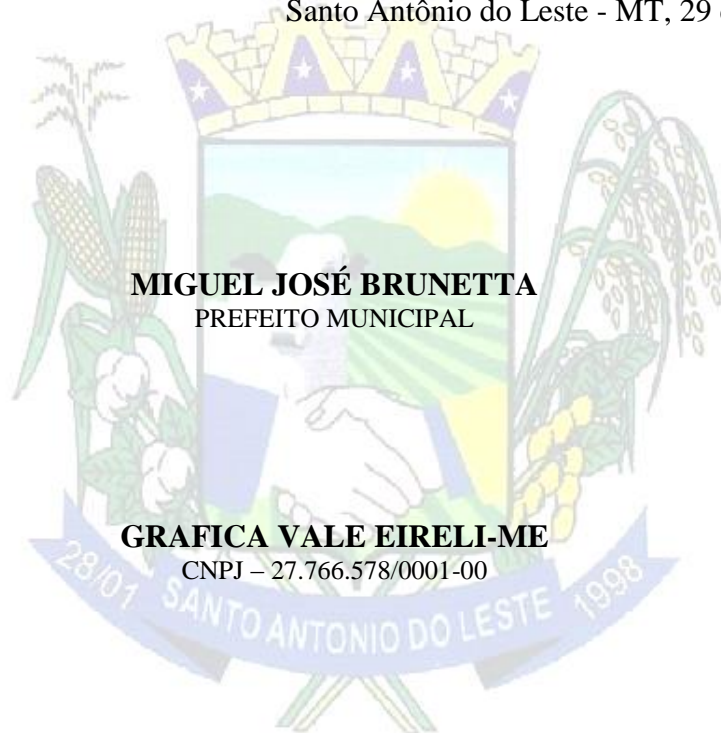 Santo Antônio do Leste - MT, 29
MIGUEL JOSÉ BRUNETTA
PREFEITO MUNICIPAL
GRAFICA VALE EIRELI-ME
CNPJ – 27.766.578/0001-00
28/01 SANTO ANTONIO DO LESTE 1998